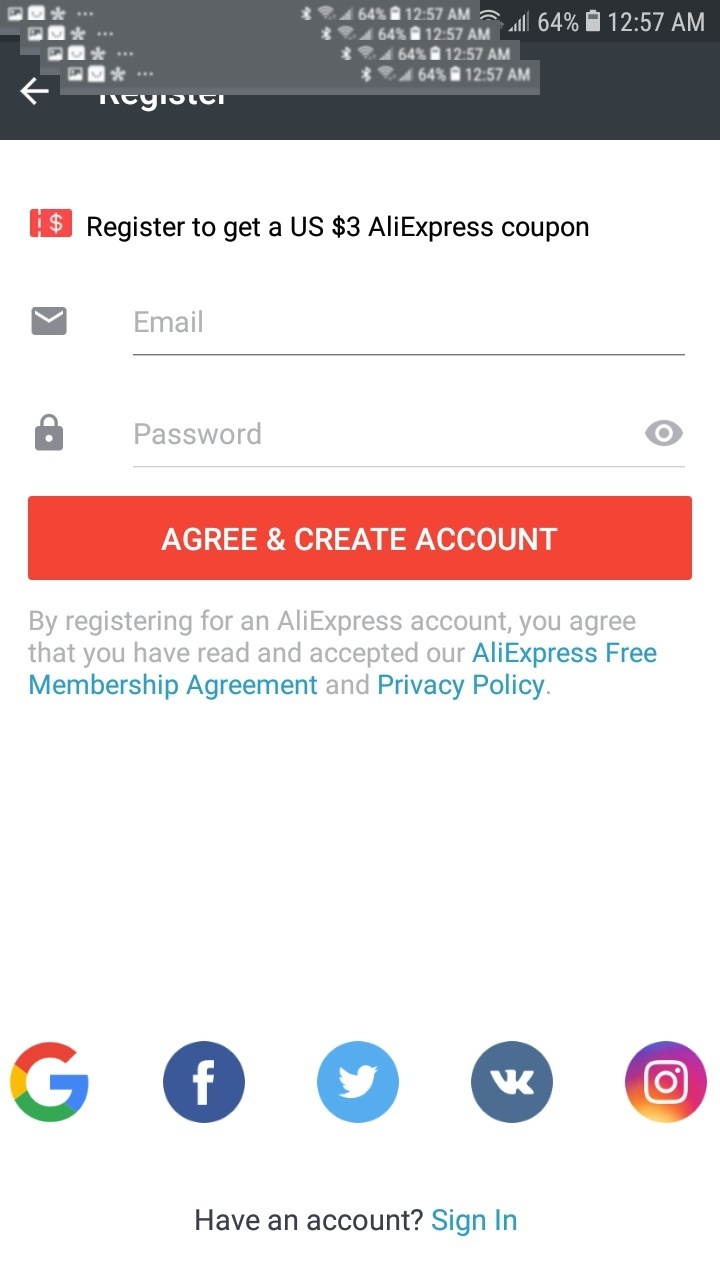 64% 12:57 AM
64% 12:57 AM
64% 12:57 AM
64% 12:57 AM
64% 12:57 AM
Register
$ Register to get a US $3 AliExpress coupon
Email
Password
AGREE & CREATE ACCOUNT
By registering for an AliExpress account, you agree
that you have read and accepted our AliExpress Free
Membership Agreement and Privacy Policy.
Have an account? Sign In